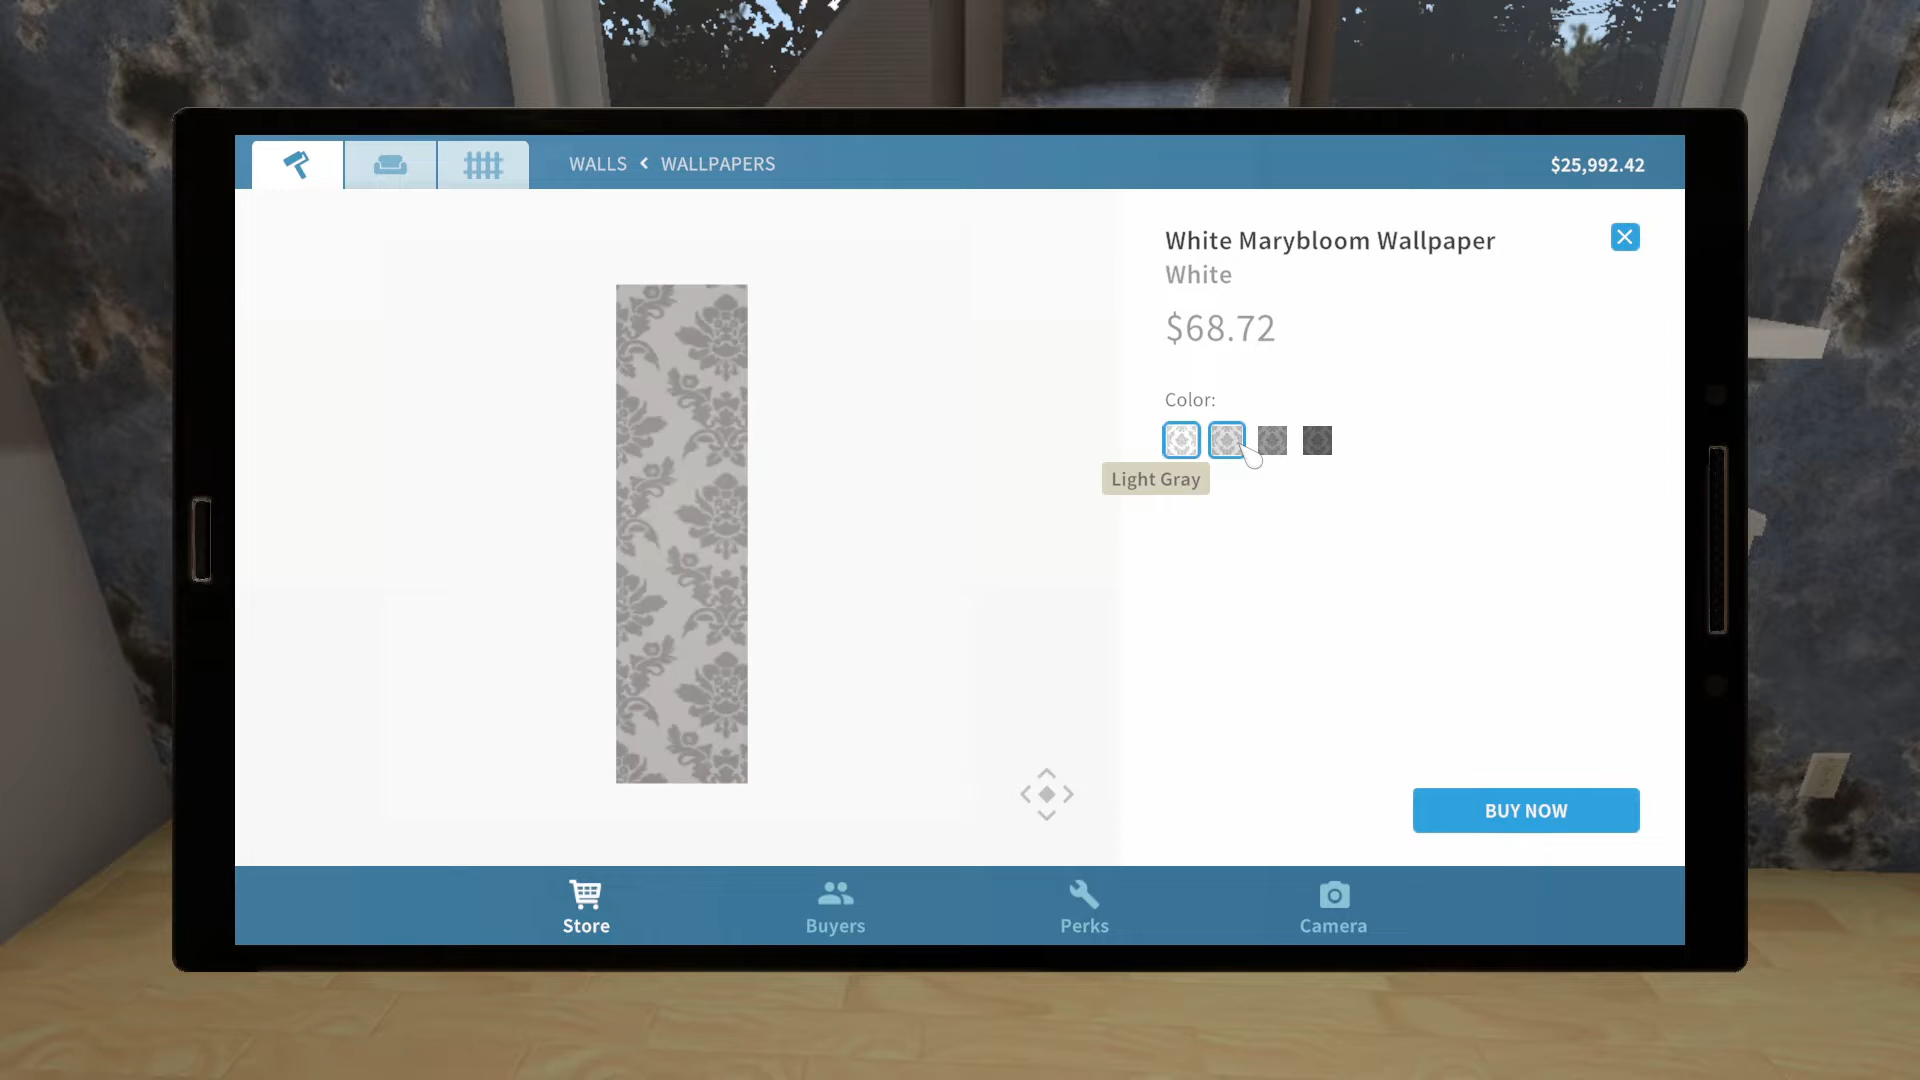 WALLS < WALLPAPERS
$25,992.42
White Marybloom Wallpaper
White
$68.72
Color:
Light Gray
BUY NOW
Store
Buyers
Perks
Camera